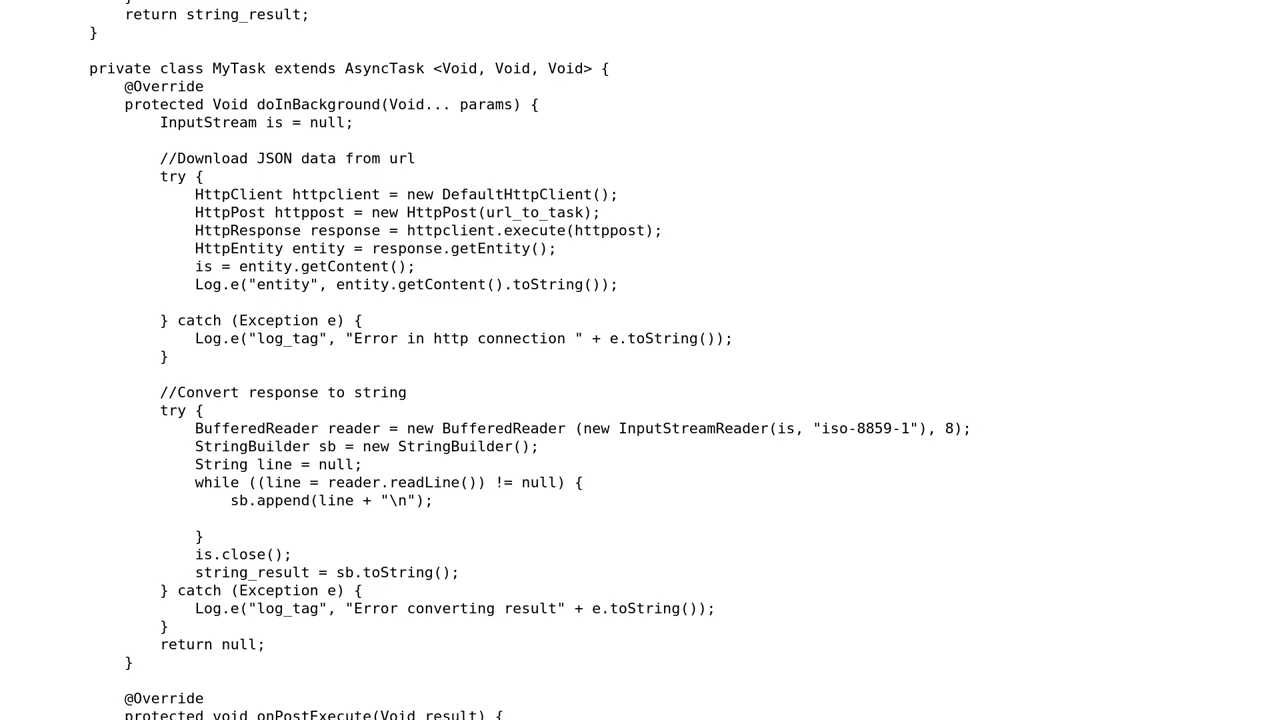 return string_result;
}
private class MyTask extends AsyncTask <Void, Void, Void> {
@Override
protected Void doInBackground(Void... params) {
InputStream is = null;
//Download JSON data from url
try {
HttpClient httpclient = new DefaultHttpClient();
HttpPost httppost = new HttpPost(url_to_task);
HttpResponse response = httpclient.execute(httppost);
HttpEntity entity = response.getEntity();
is = entity.getContent();
Log.e("entity", entity.getContent().toString());
} catch (Exception e) {
Log.e("log_tag", "Error in http connection " + e.toString());
}
//Convert response to string
try {
BufferedReader reader = new BufferedReader (new InputStreamReader(is, "iso-8859-1"), 8);
StringBuilder sb = new StringBuilder();
String line = null;
while ((line = reader.readLine()) != null) {
sb.append(line + "\n");
}
is.close();
string_result = sb.toString();
} catch (Exception e) {
Log.e("log_tag", "Error converting result" + e.toString());
}
return null;
}
@Override
protected void onPostExecute(Void result) {